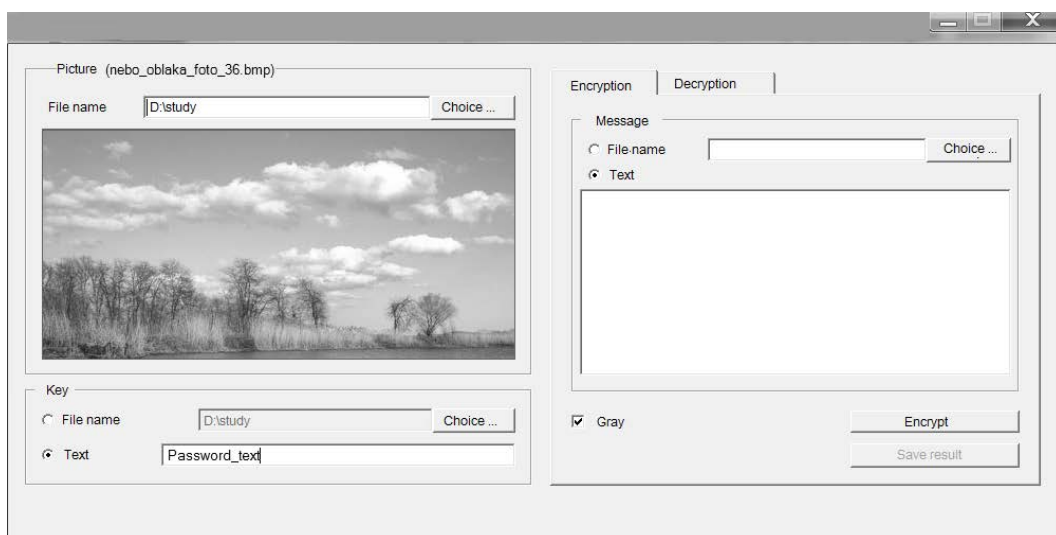 Picture (nebo_oblaka_foto_36.bmp)
File name D:\study Choice ...
Key
File name D:\study Choice ...
Text Password_text
Encryption Decryption
Message
File name Choice ...
Text
Gray Encrypt
Save result